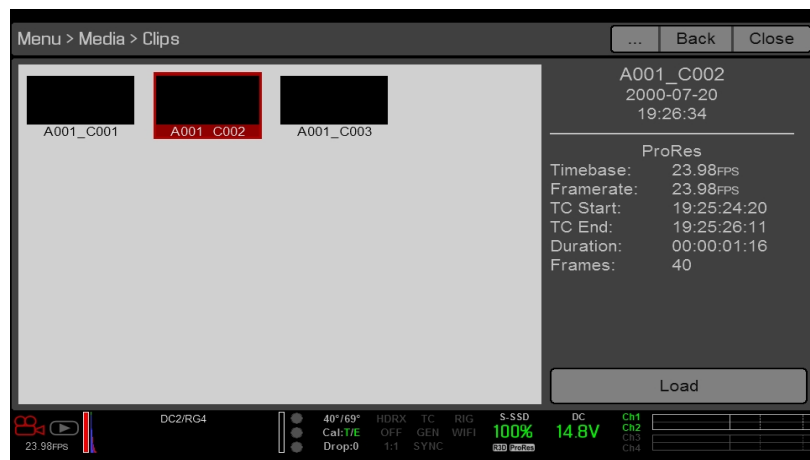 Menu > Media > Clips
... Back Close
A001_C001 A001_C002 A001_C003
A001_C002
2000-07-20
19:26:34
ProRes
Timebase: 23.98FPS
Framerate: 23.98FPS
TC Start: 19:25:24:20
TC End: 19:25:26:11
Duration: 00:00:01:16
Frames: 40
Load
23.98FPS
DC2/RG4
40°/69° HDRX TC RIG S-SSD DC Ch1
Cal:T/E OFF GEN WIFI 100% 14.8V Ch2
Drop:0 1:1 SYNC R3D ProRes Ch3
Ch4